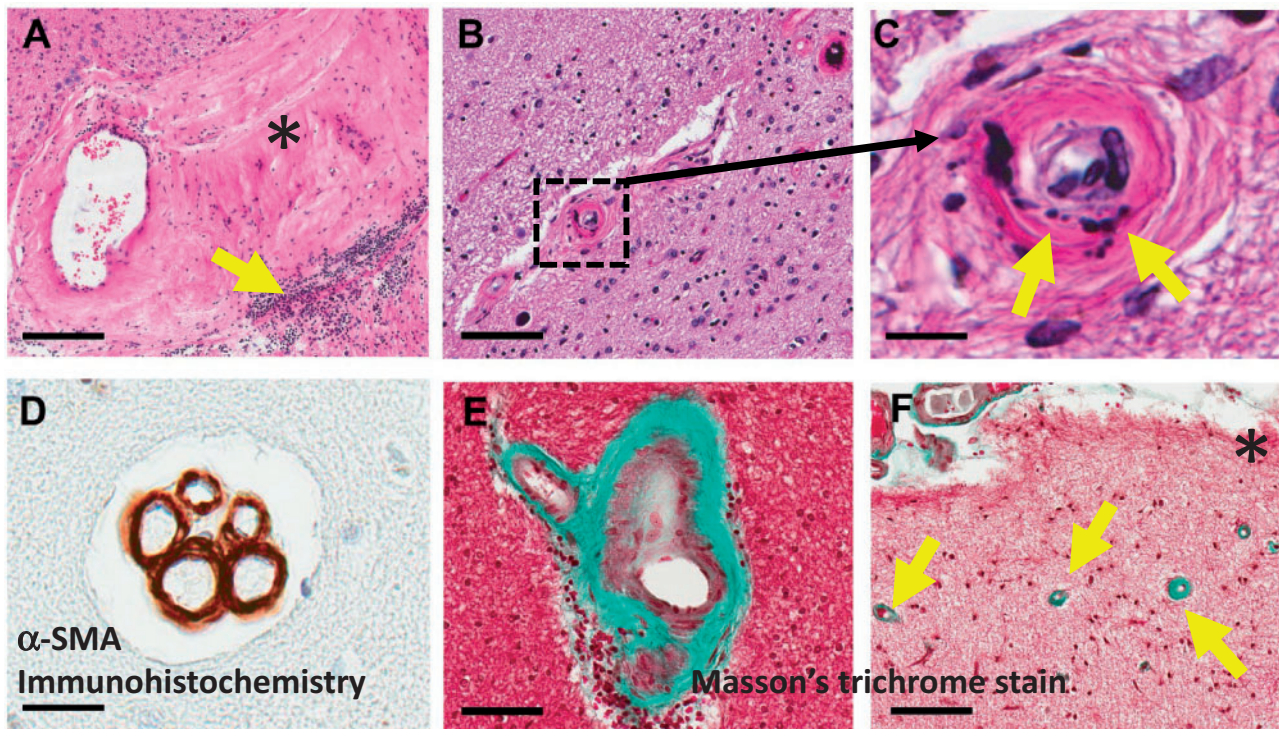 A
B
C
*
D
E
F
*
α-SMA
Immunohistochemistry
Masson's trichrome stain